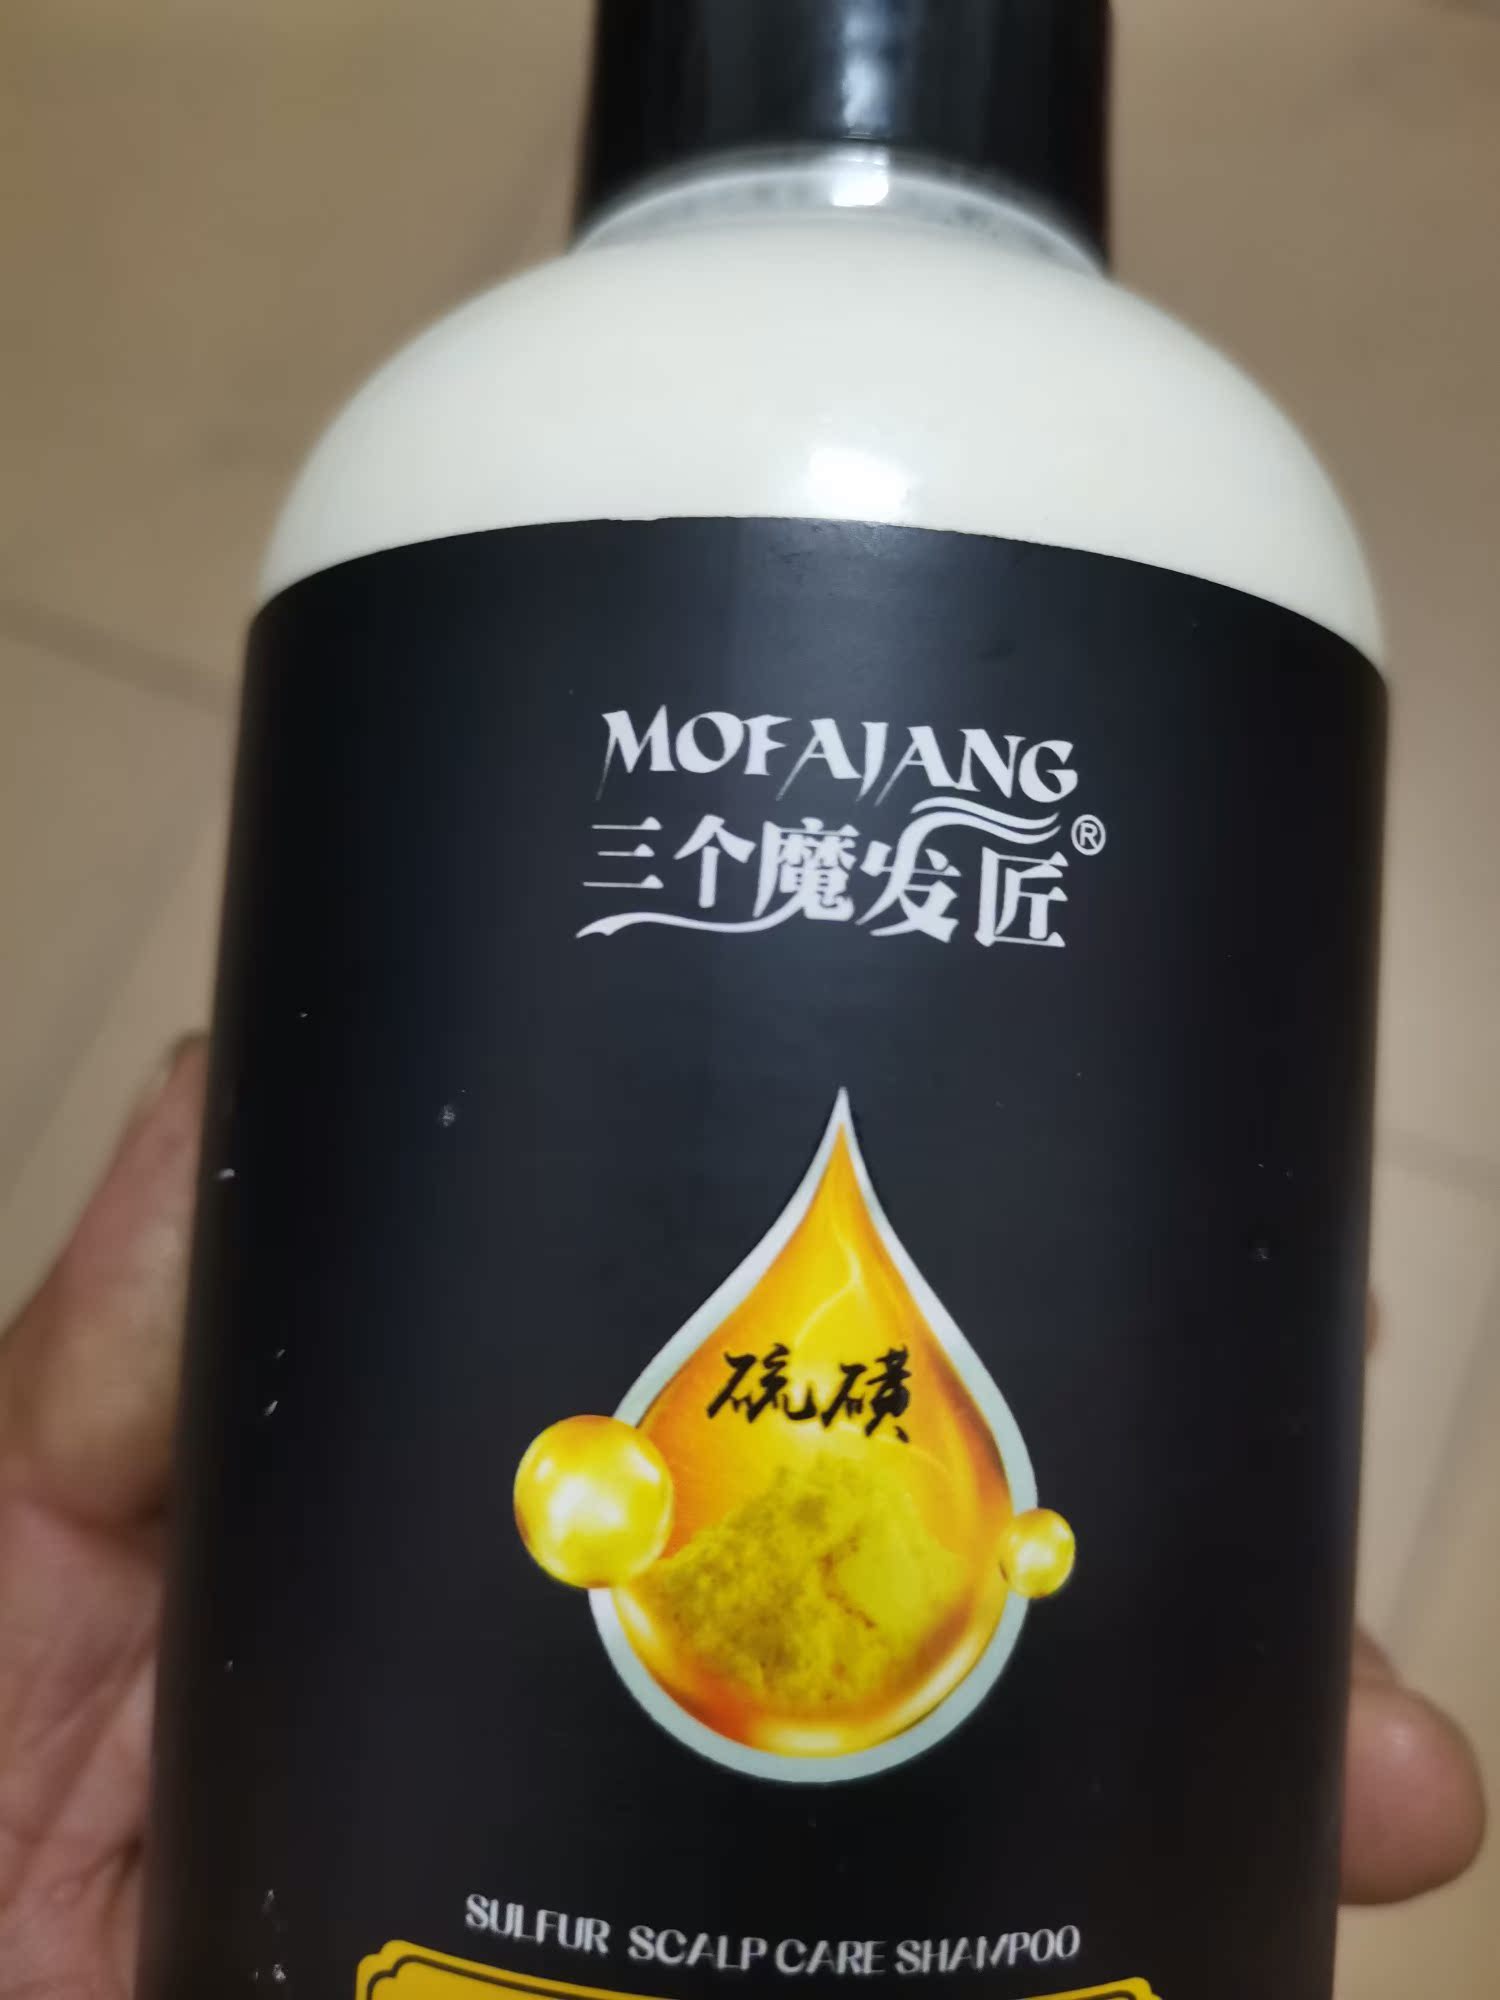 MOFAJANG
三个魔发匠®
硫磺
SULFUR SCALP CARE SHAMPOO